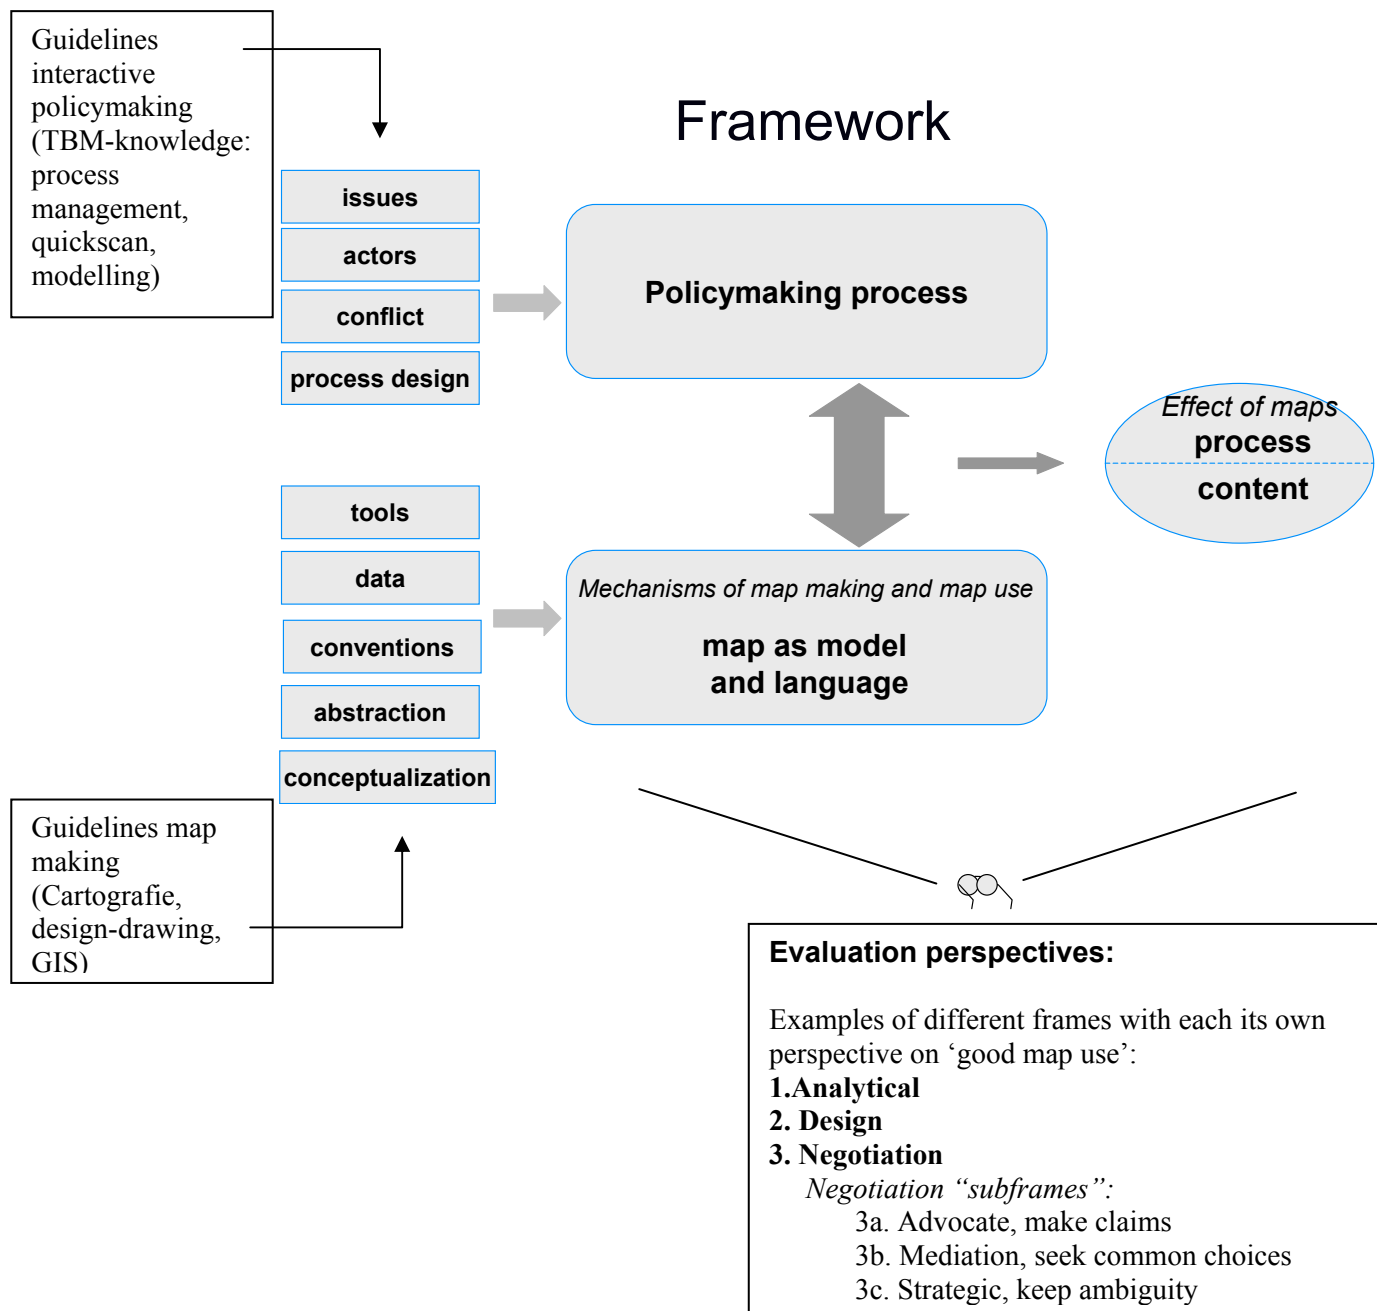 Guidelines
interactive
policymaking
(TBM-knowledge:
process
management,
quickscan,
modelling)
Framework
issues
actors
conflict
process design
Policymaking process
Effect of maps
process
content
tools
data
conventions
abstraction
conceptualization
Mechanisms of map making and map use
map as model
and language
Guidelines map
making
(Cartografie,
design-drawing,
GIS)
Evaluation perspectives:
Examples of different frames with each its own
perspective on ‘good map use’:
1.Analytical
2. Design
3. Negotiation
Negotiation “subframes”:
3a. Advocate, make claims
3b. Mediation, seek common choices
3c. Strategic, keep ambiguity